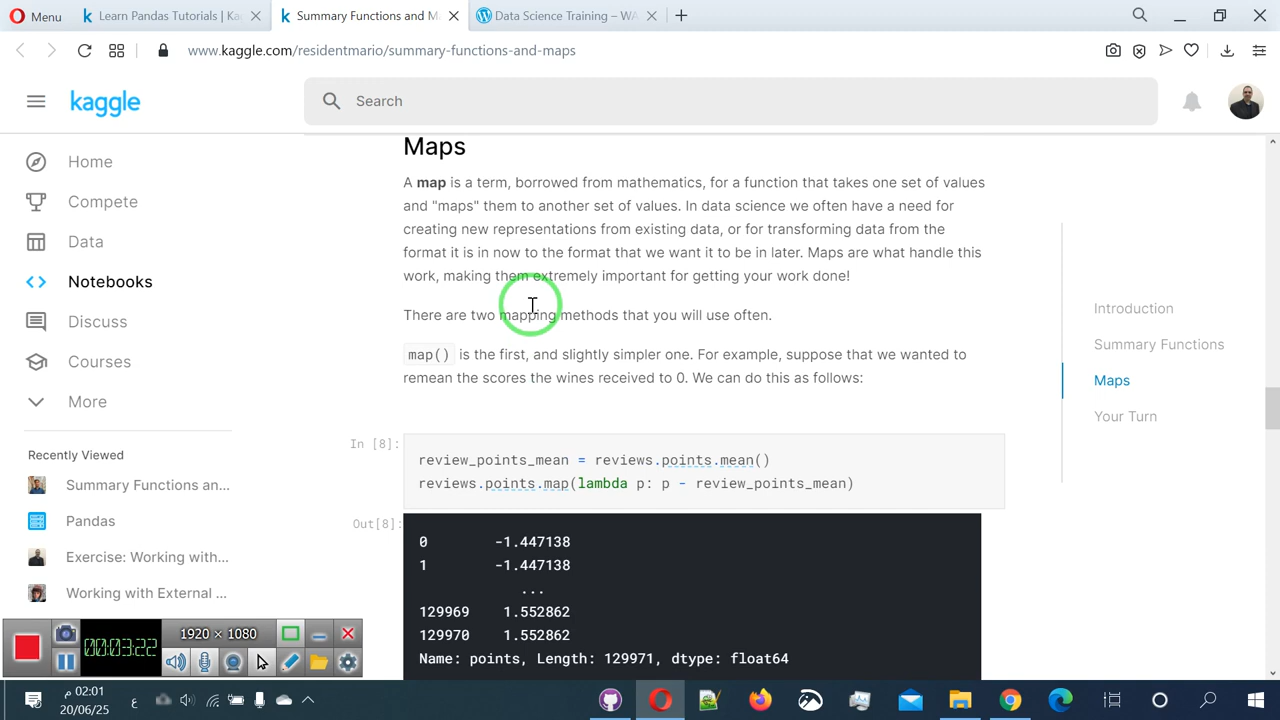 Menu
Learn Pandas Tutorials | Ka
Summary Functions and M
Data Science Training – WA
www.kaggle.com/residentmario/summary-functions-and-maps
kaggle
Search
Home
Compete
Data
Notebooks
Discuss
Courses
More
Recently Viewed
Summary Functions an...
Pandas
Exercise: Working with...
Working with External ...
Maps
A map is a term, borrowed from mathematics, for a function that takes one set of values
and "maps" them to another set of values. In data science we often have a need for
creating new representations from existing data, or for transforming data from the
format it is in now to the format that we want it to be in later. Maps are what handle this
work, making them extremely important for getting your work done!
There are two mapping methods that you will use often.
map() is the first, and slightly simpler one. For example, suppose that we wanted to
remean the scores the wines received to 0. We can do this as follows:
In [8]:
review_points_mean = reviews.points.mean()
reviews.points.map(lambda p: p - review_points_mean)
Out[8]:
0 -1.447138
1 -1.447138
...
129969 1.552862
129970 1.552862
Name: points, Length: 129971, dtype: float64
Introduction
Summary Functions
Maps
Your Turn
00:03:22
1920 × 1080
02:01 م
20/06/25
ع